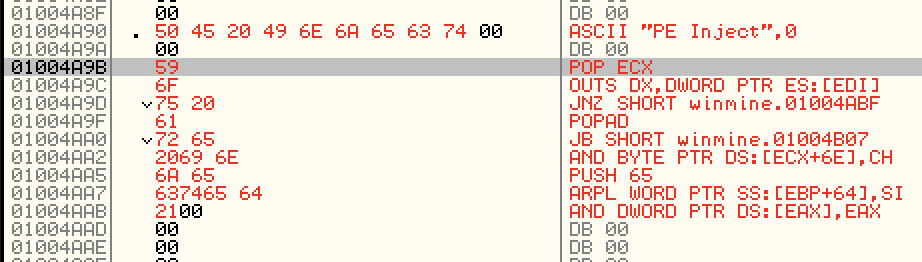 01004A8F 00 DB 00
01004A90 . 50 45 20 49 6E 6A 65 63 74 00 ASCII "PE Inject",0
01004A9A 00 DB 00
01004A9B 59 POP ECX
01004A9C 6F OUTS DX,DWORD PTR ES:[EDI]
01004A9D 75 20 JNZ SHORT winmine.01004ABF
01004A9F 61 POPAD
01004AA0 72 65 JB SHORT winmine.01004B07
01004AA2 2069 6E AND BYTE PTR DS:[ECX+6E],CH
01004AA5 6A 65 PUSH 65
01004AA7 637465 64 ARPL WORD PTR SS:[EBP+64],SI
01004AAB 2100 AND DWORD PTR DS:[EAX],EAX
01004AAD 00 DB 00
01004AAE 00 DB 00